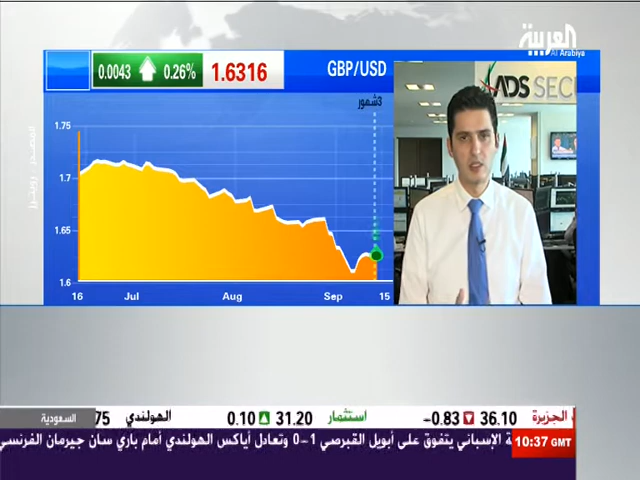 العربية
Al Arabiya
0.0043 0.26% 1.6316 GBP/USD
ADS SEC
3شهور
المصدر: رويترز
1.75
1.7
1.65
1.6
16 Jul Aug Sep 15
السعودية
الجزيرة 36.10 -0.83 استثمار 31.20 0.10 الهولندي 75
ة الإسباني يتفوق على أبويل القبرصي 1-0 وتعادل أياكس الهولندي أمام باري سان جيرمان الفرنسي
10:37 GMT